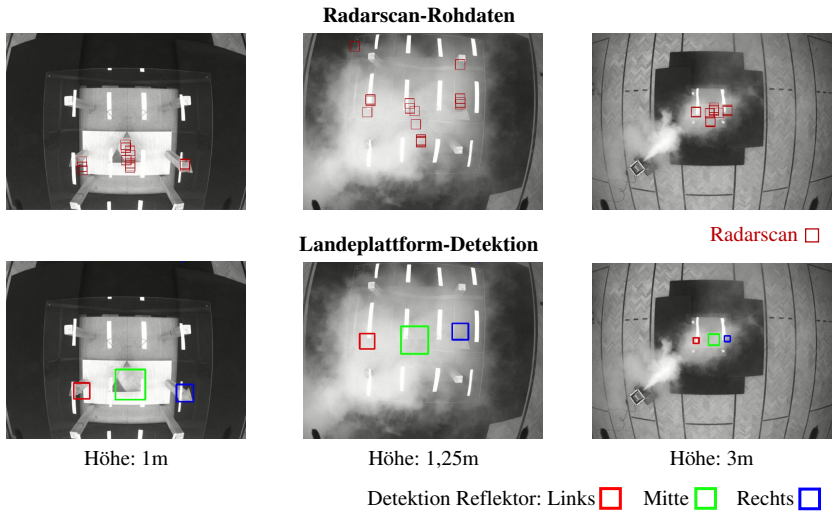 Radarscan-Rohdaten
Radarscan
Landeplattform-Detektion
Höhe: 1m
Höhe: 1,25m
Höhe: 3m
Detektion Reflektor: Links Mitte Rechts